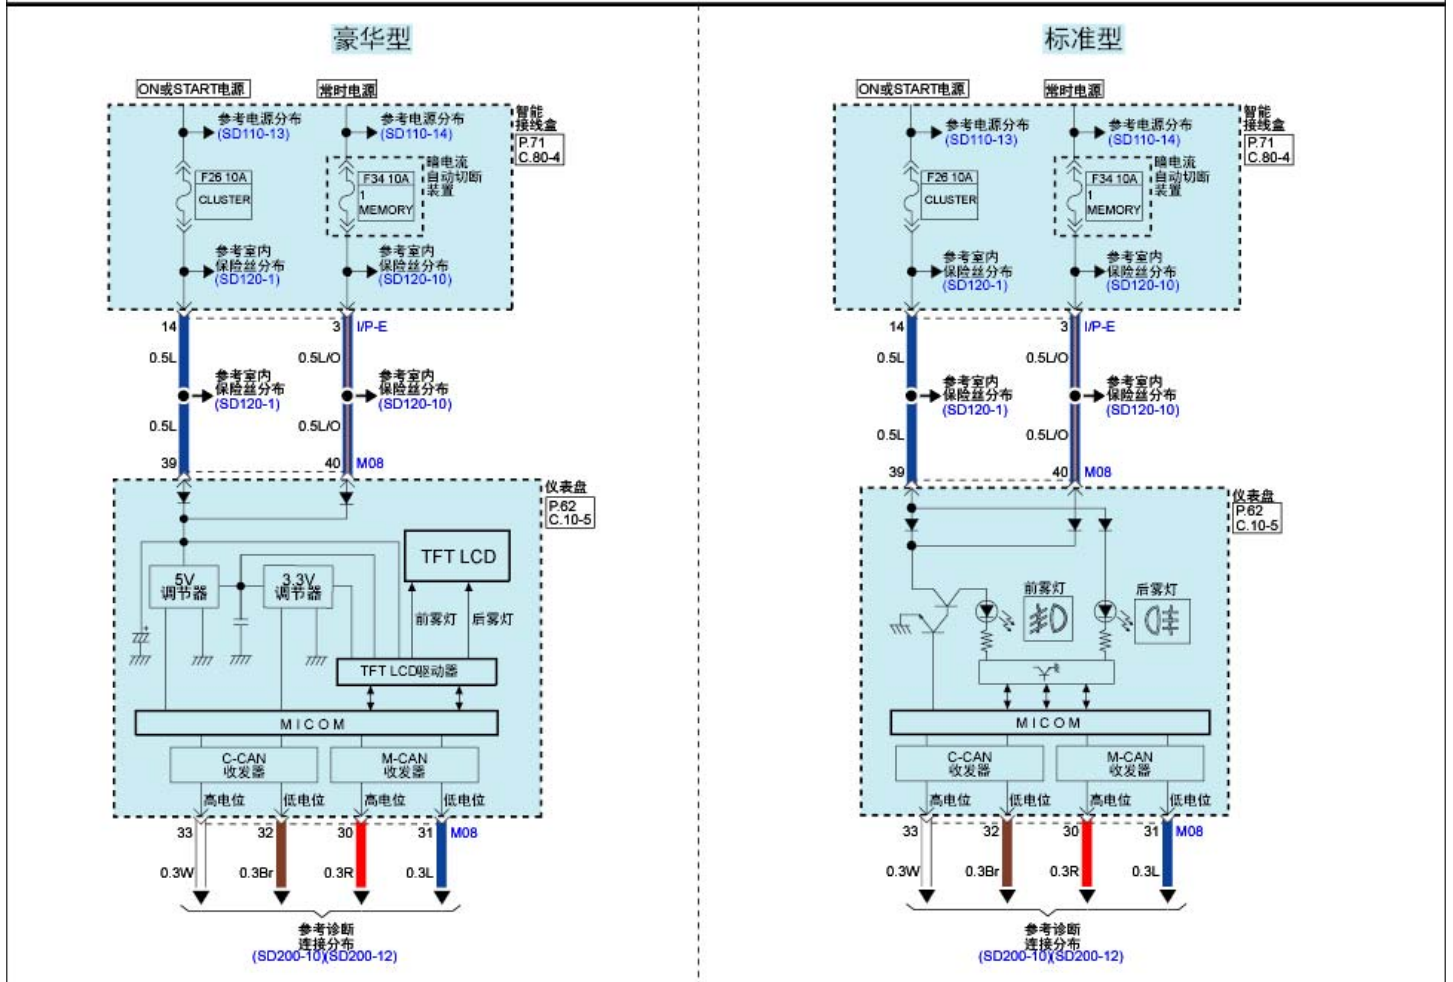 豪华型
ON或START电源
常时电源
参考电源分布
(SD110-13)
参考电源分布
(SD110-14)
智能
接线盒
P.71
C.80-4
F26 10A
CLUSTER
F34 10A
1
MEMORY
暗电流
自动切断
装置
参考室内
保险丝分布
(SD120-1)
参考室内
保险丝分布
(SD120-10)
14
3
I/P-E
0.5L
0.5L/O
参考室内
保险丝分布
(SD120-1)
参考室内
保险丝分布
(SD120-10)
0.5L
0.5L/O
39
40
M08
仪表盘
P.62
C.10-5
5V
调节器
3.3V
调节器
TFT LCD
前雾灯
后雾灯
TFT LCD驱动器
MICOM
C-CAN
收发器
M-CAN
收发器
高电位
低电位
高电位
低电位
33
32
30
31
M08
0.3W
0.3Br
0.3R
0.3L
参考诊断
连接分布
(SD200-10)(SD200-12)
标准型
ON或START电源
常时电源
参考电源分布
(SD110-13)
参考电源分布
(SD110-14)
智能
接线盒
P.71
C.80-4
F26 10A
CLUSTER
F34 10A
1
MEMORY
暗电流
自动切断
装置
参考室内
保险丝分布
(SD120-1)
参考室内
保险丝分布
(SD120-10)
14
3
I/P-E
0.5L
0.5L/O
参考室内
保险丝分布
(SD120-1)
参考室内
保险丝分布
(SD120-10)
0.5L
0.5L/O
39
40
M08
仪表盘
P.62
C.10-5
前雾灯
后雾灯
MICOM
C-CAN
收发器
M-CAN
收发器
高电位
低电位
高电位
低电位
33
32
30
31
M08
0.3W
0.3Br
0.3R
0.3L
参考诊断
连接分布
(SD200-10)(SD200-12)